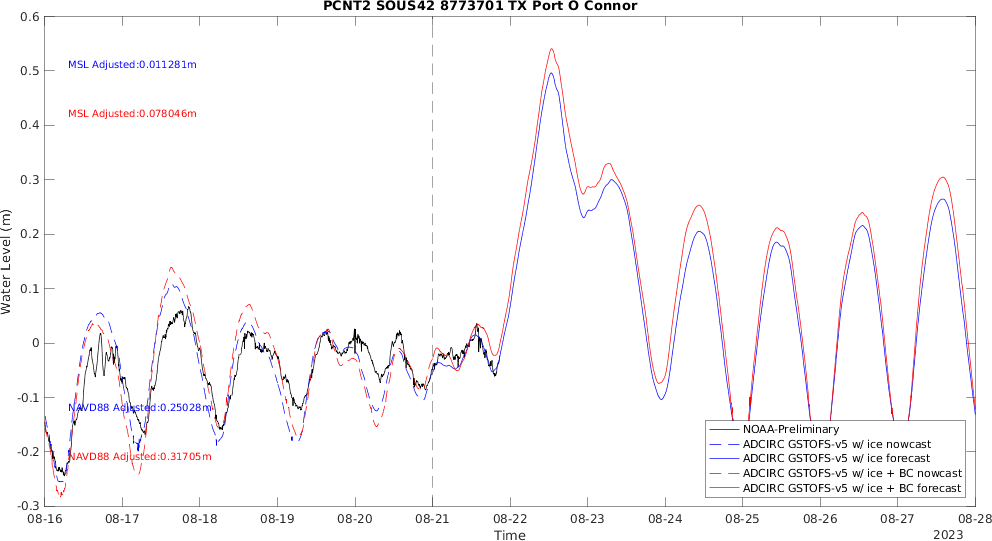 PCNT2 SOUS42 8773701 TX Port O Connor
0.6
0.5
0.4
0.3
0.2
0.1
0
-0.1
-0.2
-0.3
Water Level (m)
MSL Adjusted:0.011281m
MSL Adjusted:0.078046m
NAVD88 Adjusted:0.25028m
NAVD88 Adjusted:0.31705m
NOAA-Preliminary
ADCIRC GSTOFS-v5 w/ ice nowcast
ADCIRC GSTOFS-v5 w/ ice forecast
ADCIRC GSTOFS-v5 w/ ice + BC nowcast
ADCIRC GSTOFS-v5 w/ ice + BC forecast
08-16 08-17 08-18 08-19 08-20 08-21 08-22 08-23 08-24 08-25 08-26 08-27 08-28
Time
2023